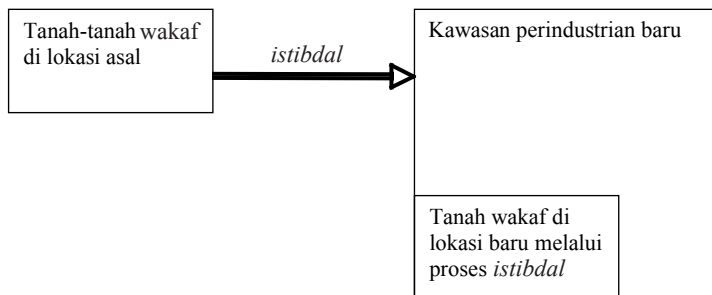 Tanah-tanah wakaf
di lokasi asal
istibdal
Kawasan perindustrian baru
Tanah wakaf di
lokasi baru melalui
proses istibdal